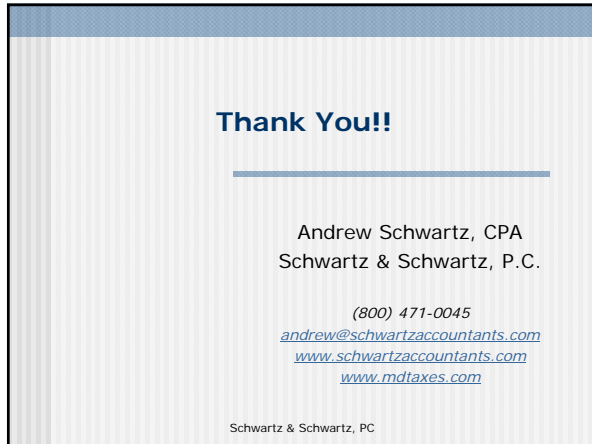 Thank You!!
Andrew Schwartz, CPA
Schwartz & Schwartz, P.C.
(800) 471-0045
andrew@schwartzaccountants.com
www.schwartzaccountants.com
www.mdtaxes.com
Schwartz & Schwartz, PC